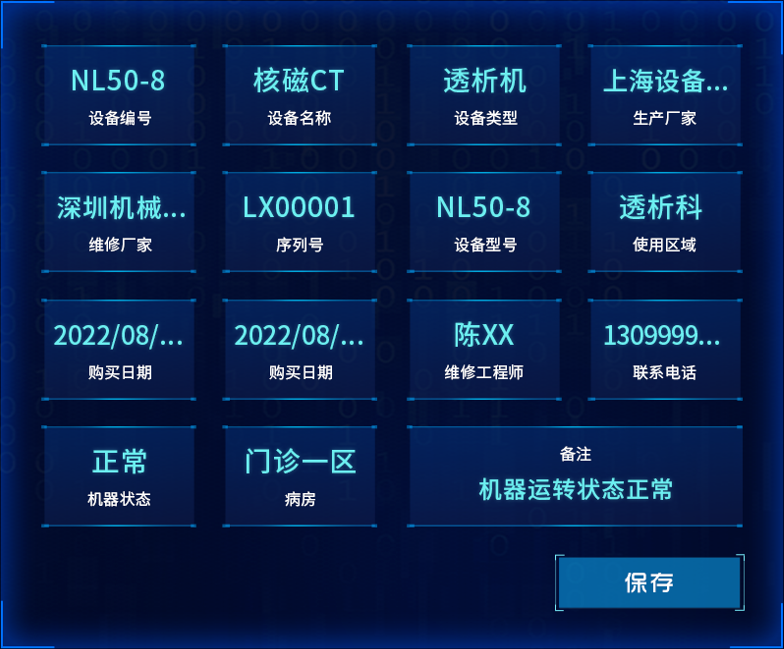 NL50-8
设备编号
核磁CT
设备名称
透析机
设备类型
上海设备...
生产厂家
深圳机械...
维修厂家
LX00001
序列号
NL50-8
设备型号
透析科
使用区域
2022/08/...
购买日期
2022/08/...
购买日期
陈XX
维修工程师
1309999...
联系电话
正常
机器状态
门诊一区
病房
备注
机器运转状态正常
保存